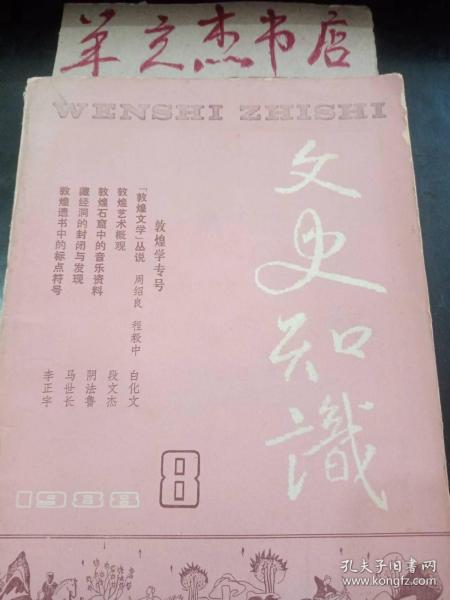 羊立杰书店
WENSHI ZHISHI
文史知識
敦煌学专号
「敦煌文学」丛说 周绍良 程毅中 白化文
敦煌艺术概观 段文杰
敦煌石窟中的音乐资料 阴法鲁
藏经洞的封闭与发现 马世长
敦煌遗书中的标点符号 李正宇
1988
8
孔夫子旧书网
www.kongfz.com